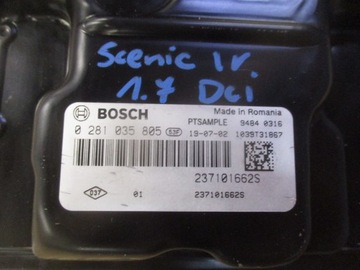 Scenic IV.
1.7 Dci
BOSCH
Made in Romania
0 281 035 805
PTSAMPLE 9484 0316
19-07-02 1039T31867
237101662S
01
237101662S